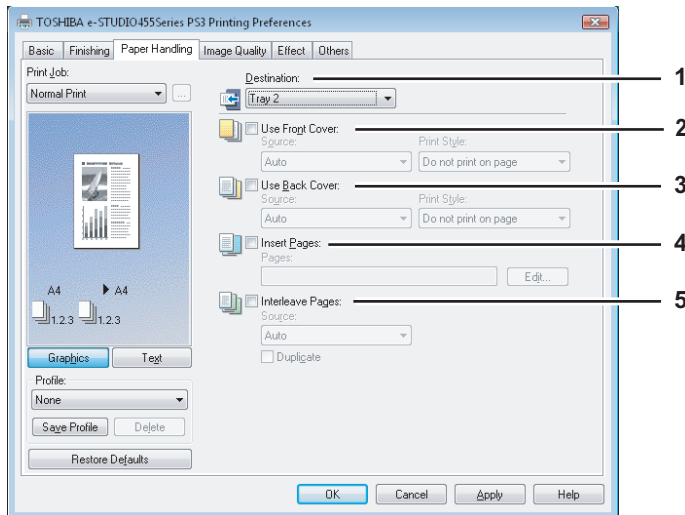 TOSHIBA e-STUDIO455Series PS3 Printing Preferences
Basic Finishing Paper Handling Image Quality Effect Others
Print Job:
Normal Print ...
Destination:
Tray 2
1
Use Front Cover:
2
Source: Print Style:
Auto Do not print on page
Use Back Cover:
3
Source: Print Style:
Auto Do not print on page
Insert Pages:
4
Pages:
Edit...
Interleave Pages:
5
Source:
Auto
Duplicate
A4 A4
1.2.3 1.2.3
Graphics Text
Profile:
None
Save Profile Delete
Restore Defaults
OK Cancel Apply Help